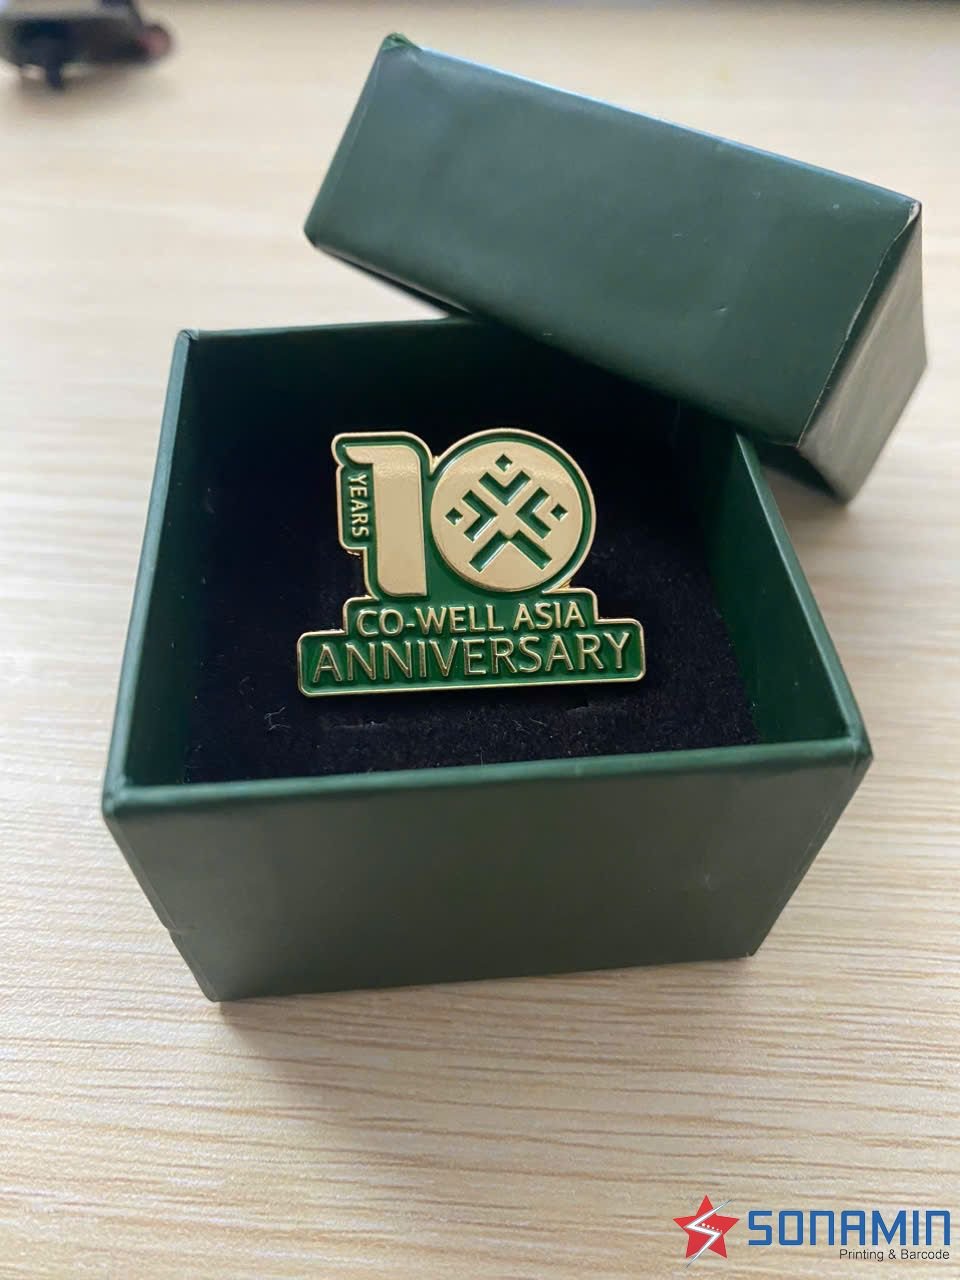 10
YEARS
CO-WELL ASIA
ANNIVERSARY
SONAMIN
Printing & Barcode